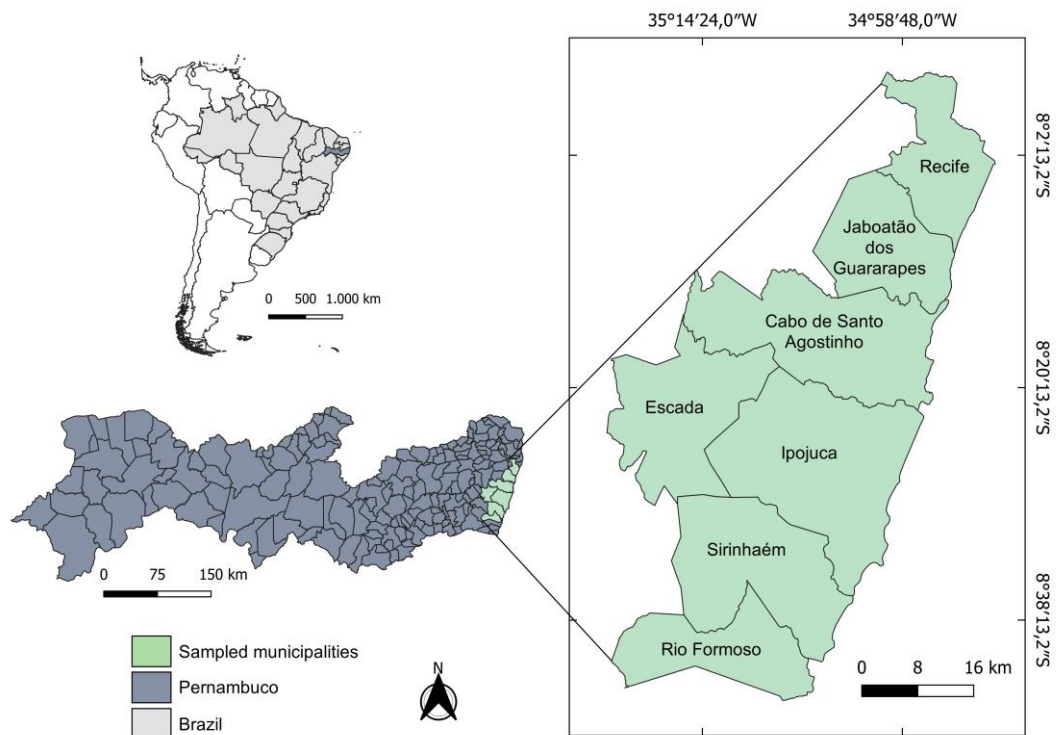 35°14'24,0"W 34°58'48,0"W
0 500 1.000 km
0 75 150 km
Sampled municipalities
Pernambuco
Brazil
N
Recife
Jaboatão
dos
Guararapes
Cabo de Santo
Agostinho
Escada
Ipojuca
Sirinhaém
Rio Formoso
0 8 16 km
8°2'13,2"S
8°20'13,2"S
8°38'13,2"S